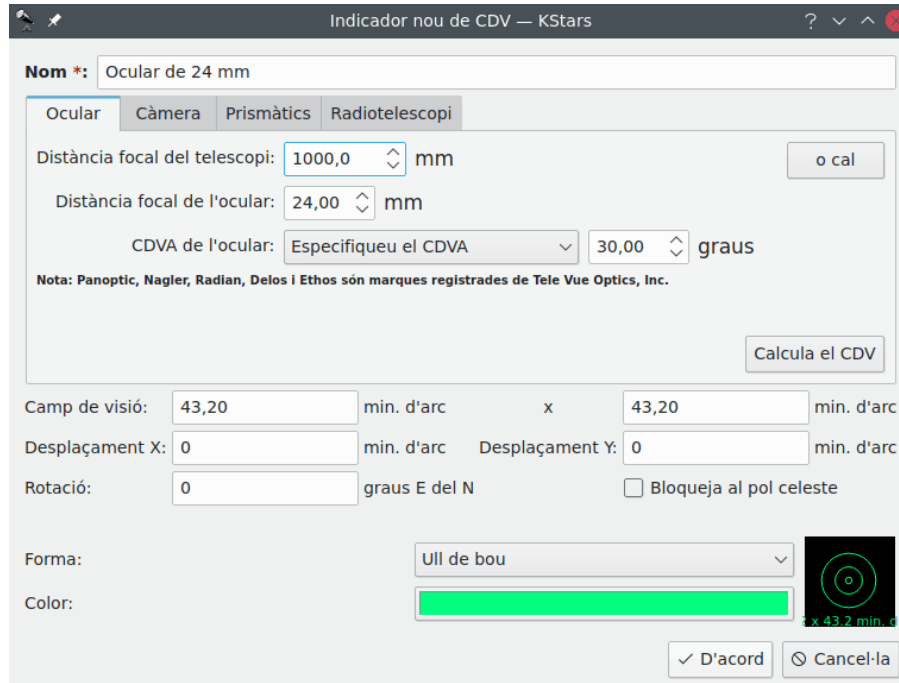 Indicador nou de CDV — KStars
Nom *: Ocular de 24 mm
Ocular Càmera Prismàtics Radiotelescopi
Distància focal del telescopi: 1000,0 mm o cal
Distància focal de l'ocular: 24,00 mm
CDVA de l'ocular: Especifiqueu el CDVA 30,00 graus
Nota: Panoptic, Nagler, Radian, Delos i Ethos són marques registrades de Tele Vue Optics, Inc.
Calcula el CDV
Camp de visió: 43,20 min. d'arc x 43,20 min. d'arc
Desplaçament X: 0 min. d'arc Desplaçament Y: 0 min. d'arc
Rotació: 0 graus E del N Bloqueja al pol celeste
Forma: Ull de bou
Color:
x 43.2 min. d
D'acord Cancel·la